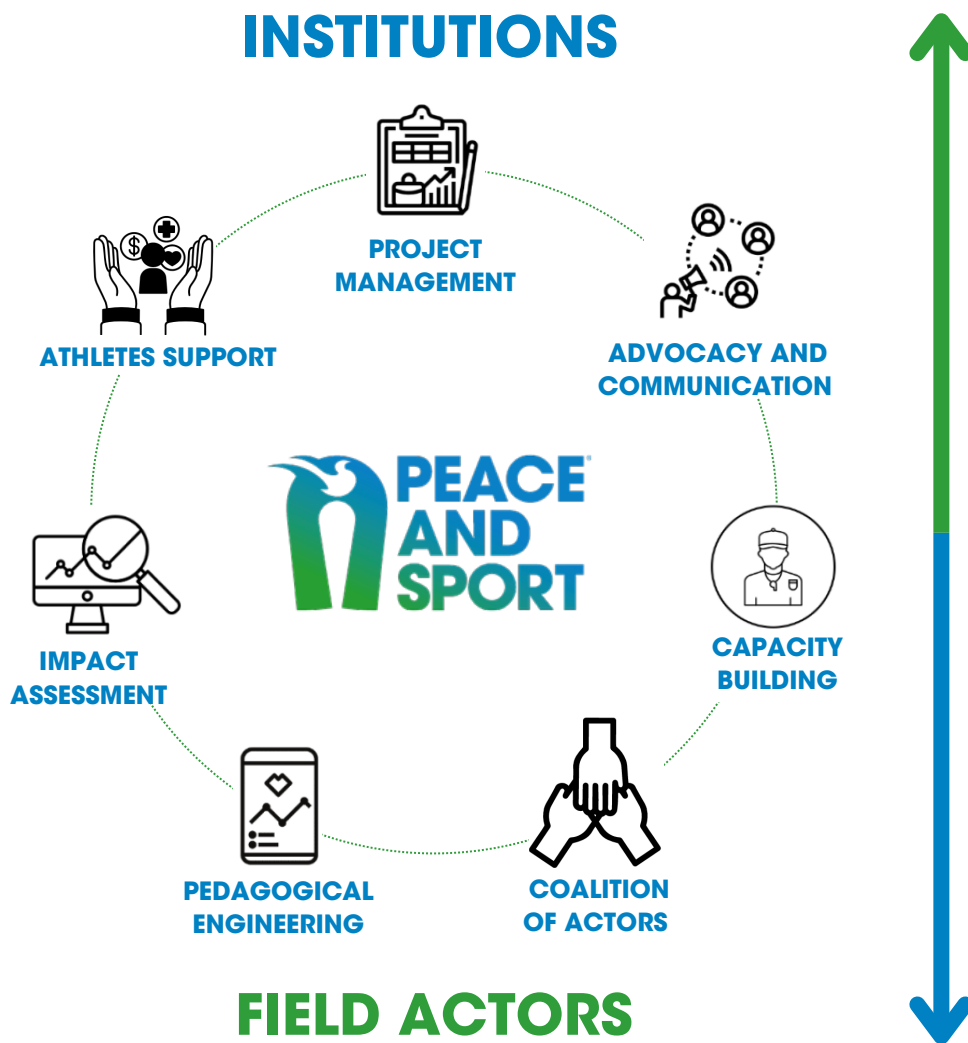 INSTITUTIONS
PROJECT
MANAGEMENT
$
ATHLETES SUPPORT
ADVOCACY AND
COMMUNICATION
PEACE
AND
SPORT
IMPACT
ASSESSMENT
CAPACITY
BUILDING
PEDAGOGICAL
ENGINEERING
COALITION
OF ACTORS
FIELD ACTORS